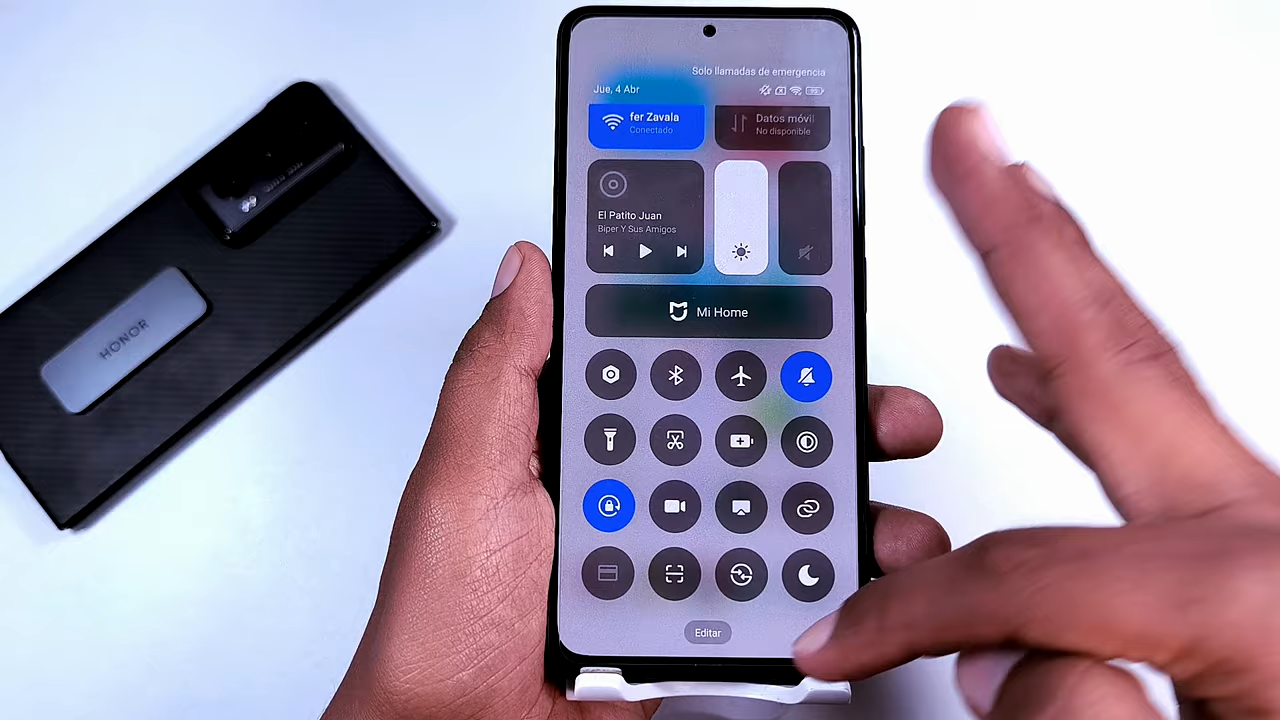 HONOR
Solo llamadas de emergencia
Jue, 4 Abr
fer Zavala
Conectado
Datos móvil
No disponible
El Patito Juan
Biper Y Sus Amigos
Mi Home
Editar